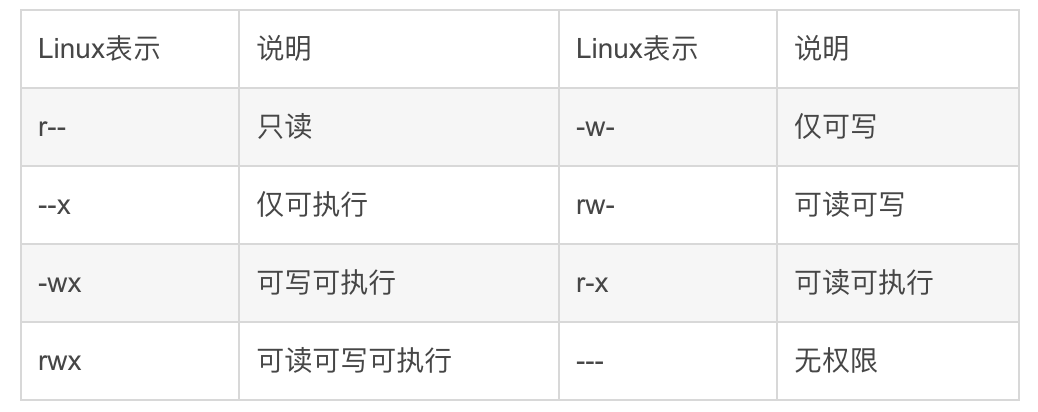 Linux表示 说明 Linux表示 说明
r-- 只读 -w- 仅可写
--x 仅可执行 rw- 可读可写
-wx 可写可执行 r-x 可读可执行
rwx 可读可写可执行 --- 无权限